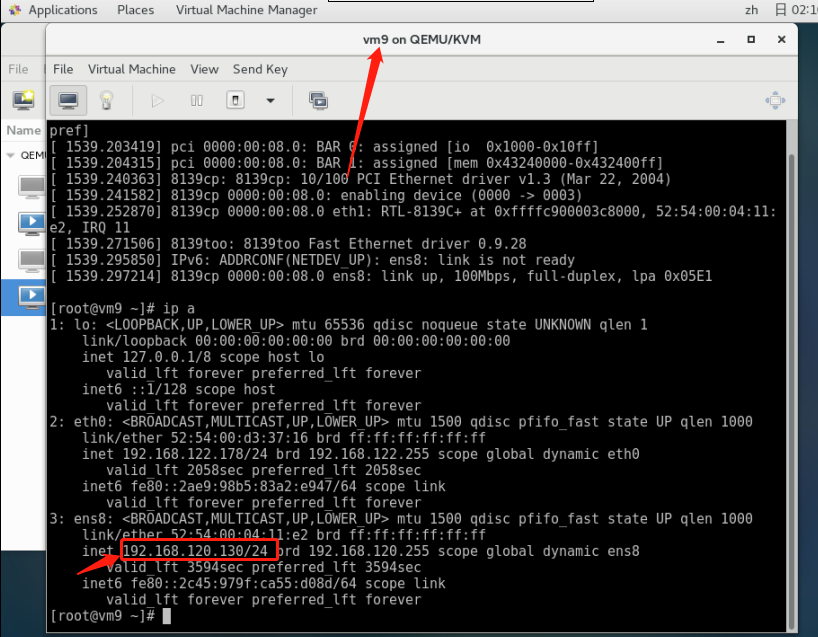 Applications Places Virtual Machine Manager zh 日 02:1
vm9 on QEMU/KVM
File File Virtual Machine View Send Key
Name
QEMU
pref]
[ 1539.203419] pci 0000:00:08.0: BAR 0: assigned [io  0x1000-0x10ff]
[ 1539.204315] pci 0000:00:08.0: BAR 1: assigned [mem 0x43240000-0x432400ff]
[ 1539.240363] 8139cp: 8139cp: 10/100 PCI Ethernet driver v1.3 (Mar 22, 2004)
[ 1539.241582] 8139cp 0000:00:08.0: enabling device (0000 -> 0003)
[ 1539.252870] 8139cp 0000:00:08.0 eth1: RTL-8139C+ at 0xffffc900003c8000, 52:54:00:04:11:
e2, IRQ 11
[ 1539.271506] 8139too: 8139too Fast Ethernet driver 0.9.28
[ 1539.295850] IPv6: ADDRCONF(NETDEV_UP): ens8: link is not ready
[ 1539.297214] 8139cp 0000:00:08.0 ens8: link up, 100Mbps, full-duplex, lpa 0x05E1
[root@vm9 ~]# ip a
1: lo: <LOOPBACK,UP,LOWER_UP> mtu 65536 qdisc noqueue state UNKNOWN qlen 1
link/loopback 00:00:00:00:00:00 brd 00:00:00:00:00:00
inet 127.0.0.1/8 scope host lo
valid_lft forever preferred_lft forever
inet6 ::1/128 scope host
valid_lft forever preferred_lft forever
2: eth0: <BROADCAST,MULTICAST,UP,LOWER_UP> mtu 1500 qdisc pfifo_fast state UP qlen 1000
link/ether 52:54:00:d3:37:16 brd ff:ff:ff:ff:ff:ff
inet 192.168.122.178/24 brd 192.168.122.255 scope global dynamic eth0
valid_lft 2058sec preferred_lft 2058sec
inet6 fe80::2ae9:98b5:83a2:e947/64 scope link
valid_lft forever preferred_lft forever
3: ens8: <BROADCAST,MULTICAST,UP,LOWER_UP> mtu 1500 qdisc pfifo_fast state UP qlen 1000
link/ether 52:54:00:04:11:e2 brd ff:ff:ff:ff:ff:ff
inet 192.168.120.130/24 brd 192.168.120.255 scope global dynamic ens8
valid_lft 3594sec preferred_lft 3594sec
inet6 fe80::2c45:979f:ca55:d08d/64 scope link
valid_lft forever preferred_lft forever
[root@vm9 ~]#